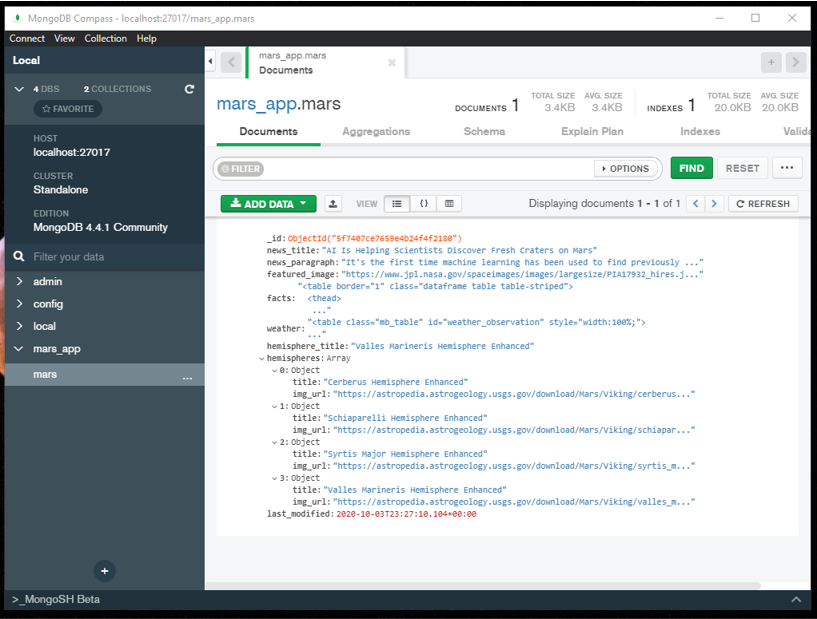 MongoDB Compass - localhost:27017/mars_app.mars
Connect View Collection Help
Local
4 DBS 2 COLLECTIONS
☆ FAVORITE
HOST
localhost:27017
CLUSTER
Standalone
EDITION
MongoDB 4.4.1 Community
Filter your data
admin
config
local
mars_app
mars ...
>_MongoSH Beta
mars_app.mars
Documents
mars_app.mars
DOCUMENTS 1 TOTAL SIZE 3.4KB AVG. SIZE 3.4KB INDEXES 1 TOTAL SIZE 20.0KB AVG. SIZE 20.0KB
Documents Aggregations Schema Explain Plan Indexes Valida
FILTER OPTIONS FIND RESET ...
ADD DATA VIEW {} Displaying documents 1 - 1 of 1 < > REFRESH
_id: ObjectId("5f7407ce7659e4b24f4f2180")
news_title: "AI Is Helping Scientists Discover Fresh Craters on Mars"
news_paragraph: "It's the first time machine learning has been used to find previously ..."
featured_image: "https://www.jpl.nasa.gov/spaceimages/images/largesize/PIA17932_hires.j..."
"<table border="1" class="dataframe table table-striped">
facts: <thead>
..."
"<table class="mb_table" id="weather_observation" style="width:100%;">
weather: ..."
hemisphere_title: "Valles Marineris Hemisphere Enhanced"
hemispheres: Array
0: Object
title: "Cerberus Hemisphere Enhanced"
img_url: "https://astropedia.astrogeology.usgs.gov/download/Mars/Viking/cerberus..."
1: Object
title: "Schiaparelli Hemisphere Enhanced"
img_url: "https://astropedia.astrogeology.usgs.gov/download/Mars/Viking/schiapar..."
2: Object
title: "Syrtis Major Hemisphere Enhanced"
img_url: "https://astropedia.astrogeology.usgs.gov/download/Mars/Viking/syrtis_m..."
3: Object
title: "Valles Marineris Hemisphere Enhanced"
img_url: "https://astropedia.astrogeology.usgs.gov/download/Mars/Viking/valles_m..."
last_modified: 2020-10-03T23:27:10.104+00:00